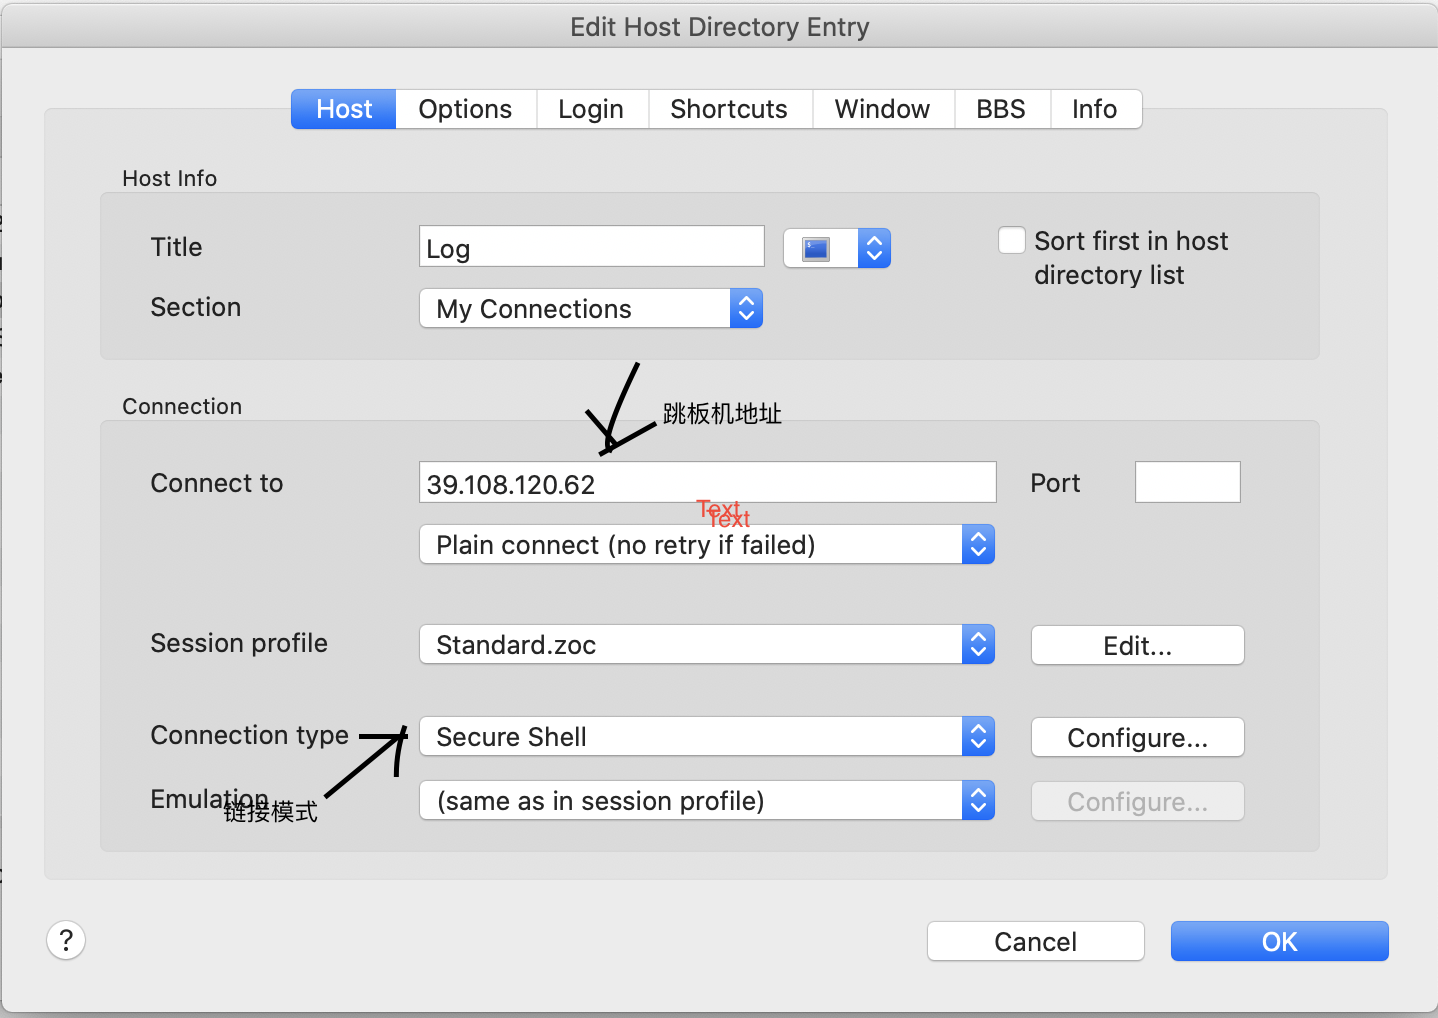 Edit Host Directory Entry
Host Options Login Shortcuts Window BBS Info
Host Info
Title Log Sort first in host
directory list
Section My Connections
Connection
跳板机地址
Connect to 39.108.120.62 Port
Text
Text
Plain connect (no retry if failed)
Session profile Standard.zoc Edit...
Connection type Secure Shell Configure...
Emulation (same as in session profile) Configure...
链接模式
? Cancel OK